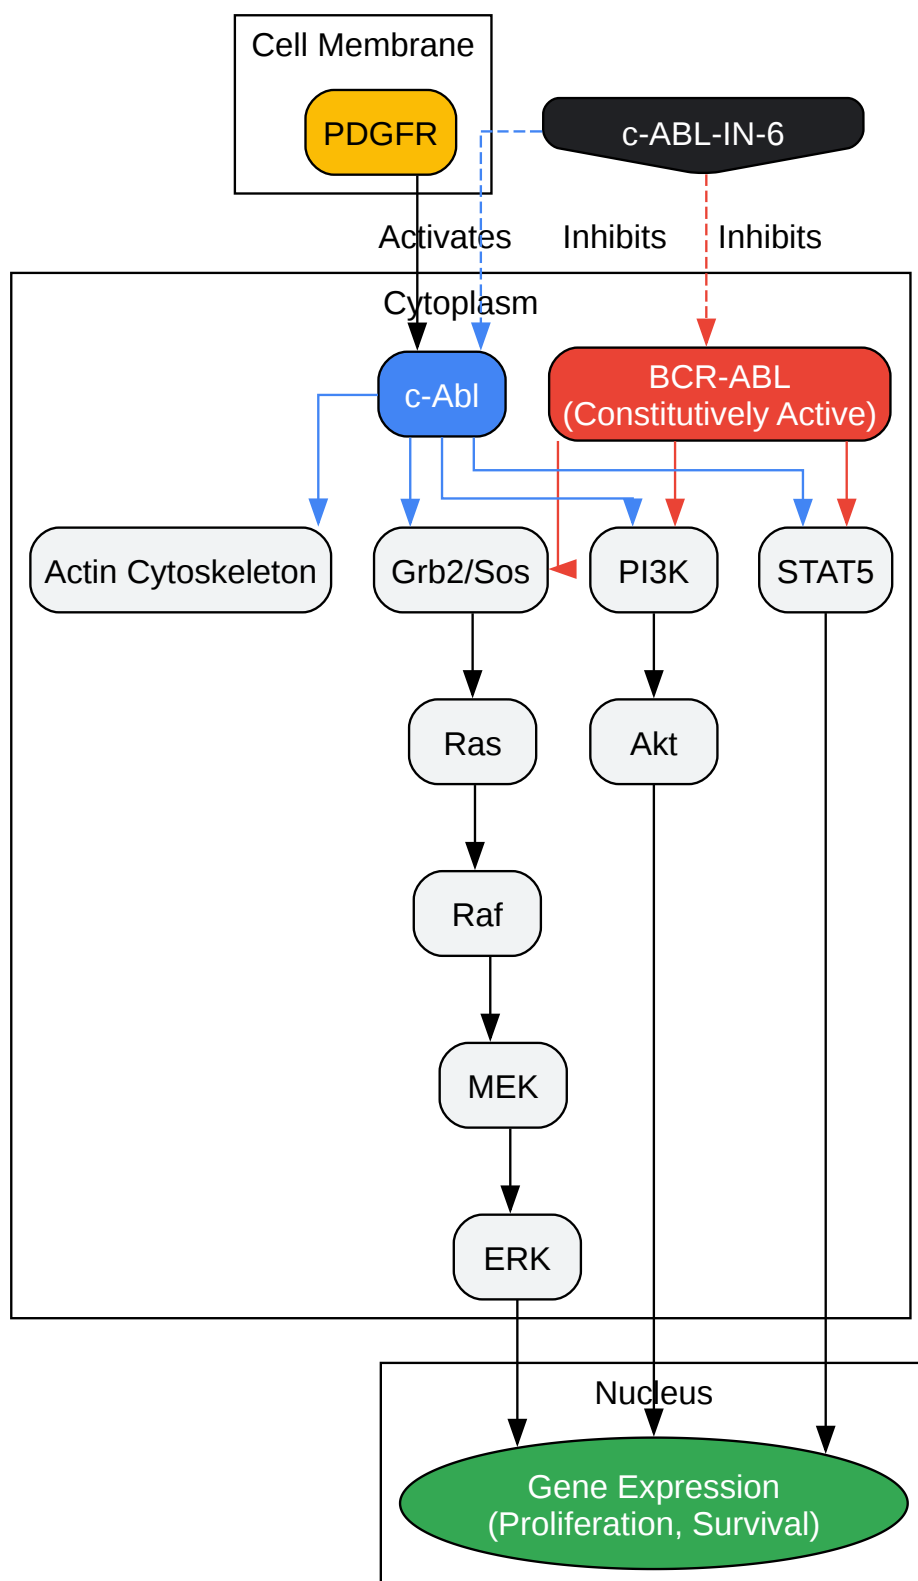 Cell Membrane
PDGFR
c-ABL-IN-6
Activates
Inhibits
Inhibits
Cytoplasm
c-Abl
BCR-ABL
(Constitutively Active)
Actin Cytoskeleton
Grb2/Sos
PI3K
STAT5
Ras
Akt
Raf
MEK
ERK
Nucleus
Gene Expression
(Proliferation, Survival)